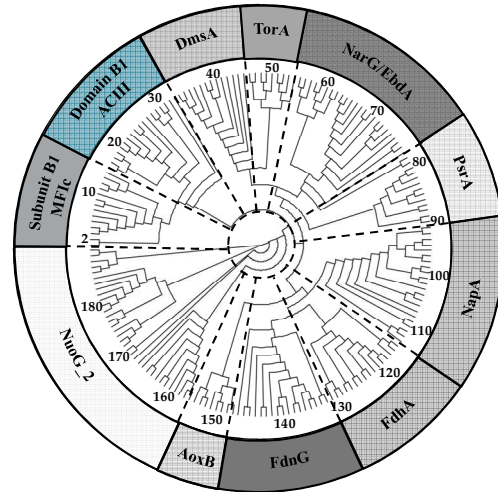 DmsA
TorA
NarG/EbdA
PsrA
NapA
FdhA
FdnG
AoxB
NuoG_2
Subunit B1
MFIc
Domain B1
ACIII
2
10
20
30
40
50
60
70
80
90
100
110
120
130
140
150
160
170
180